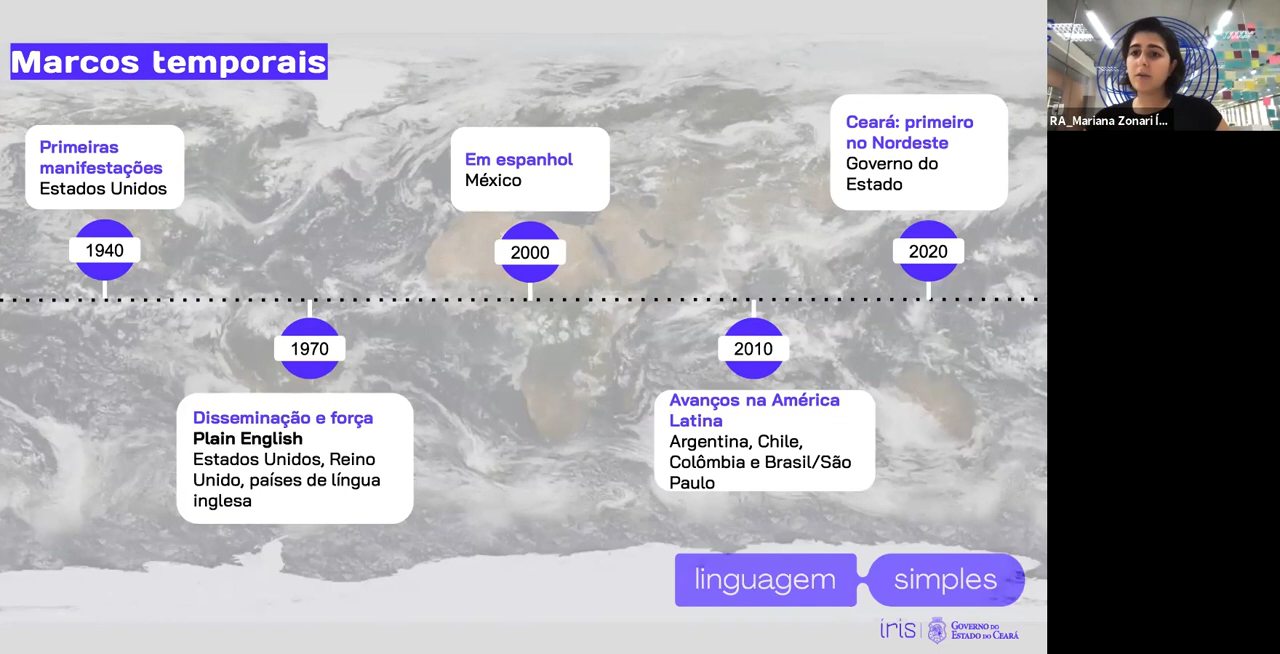 Marcos temporais
Primeiras
manifestações
Estados Unidos
1940
Disseminação e força
Plain English
Estados Unidos, Reino
Unido, países de língua
inglesa
1970
Em espanhol
México
2000
Avanços na América
Latina
Argentina, Chile,
Colômbia e Brasil/São
Paulo
2010
Ceará: primeiro
no Nordeste
Governo do
Estado
2020
linguagem simples
íris
GOVERNO DO
ESTADO DO CEARÁ
RA_Mariana Zonari Í...